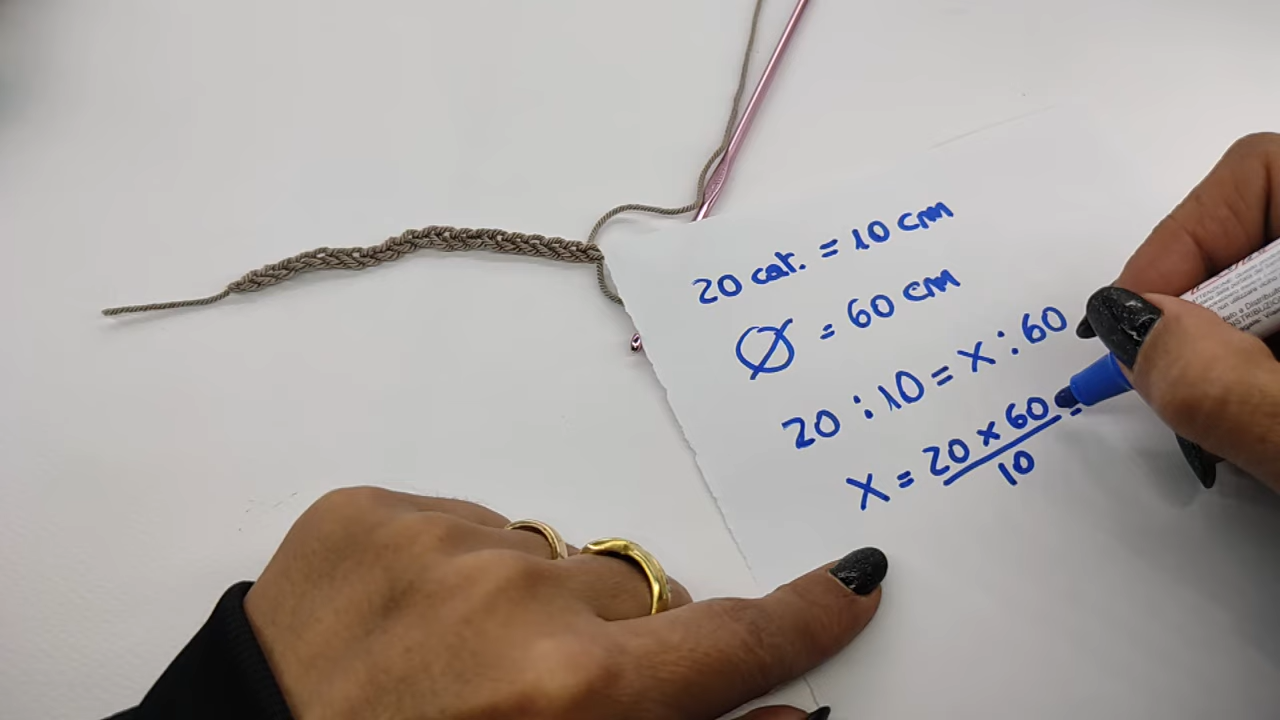 20 cat. = 10 cm
Ø = 60 cm
20 : 10 = x : 60
x = 20 x 60 =
10